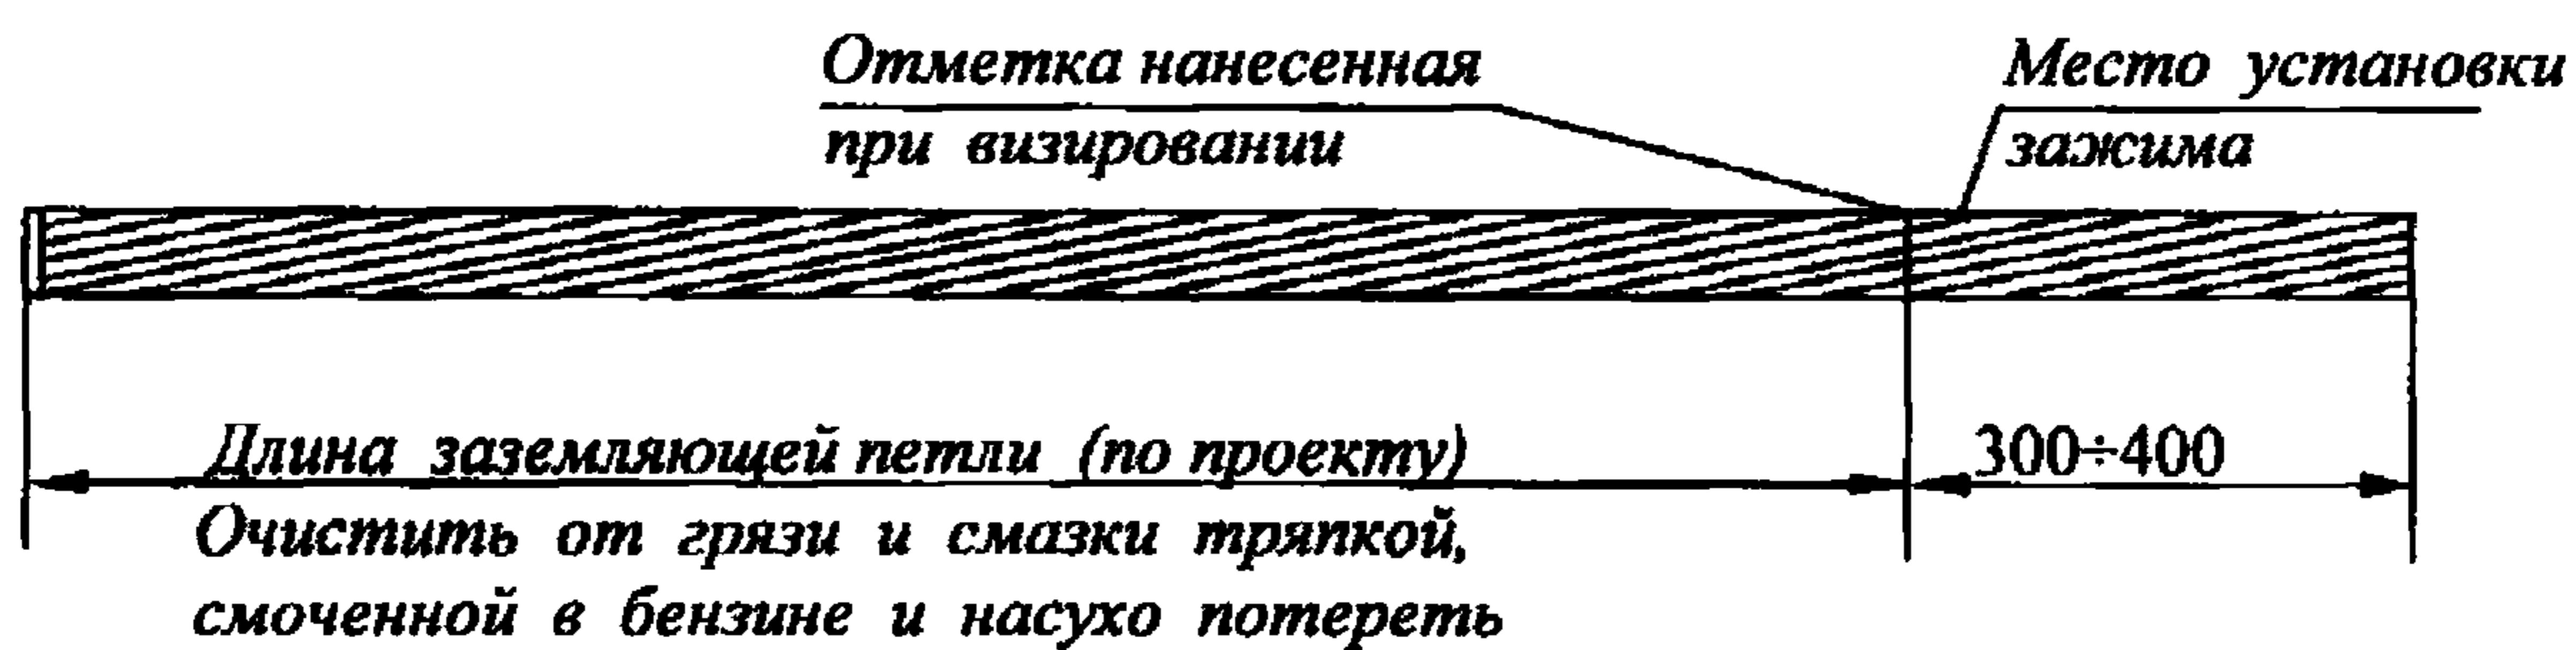 Отметка нанесенная
при визировании
Место установки
зажима
Длина заземляющей петли (по проекту)
300÷400
Очистить от грязи и смазки тряпкой,
смоченной в бензине и насухо потереть